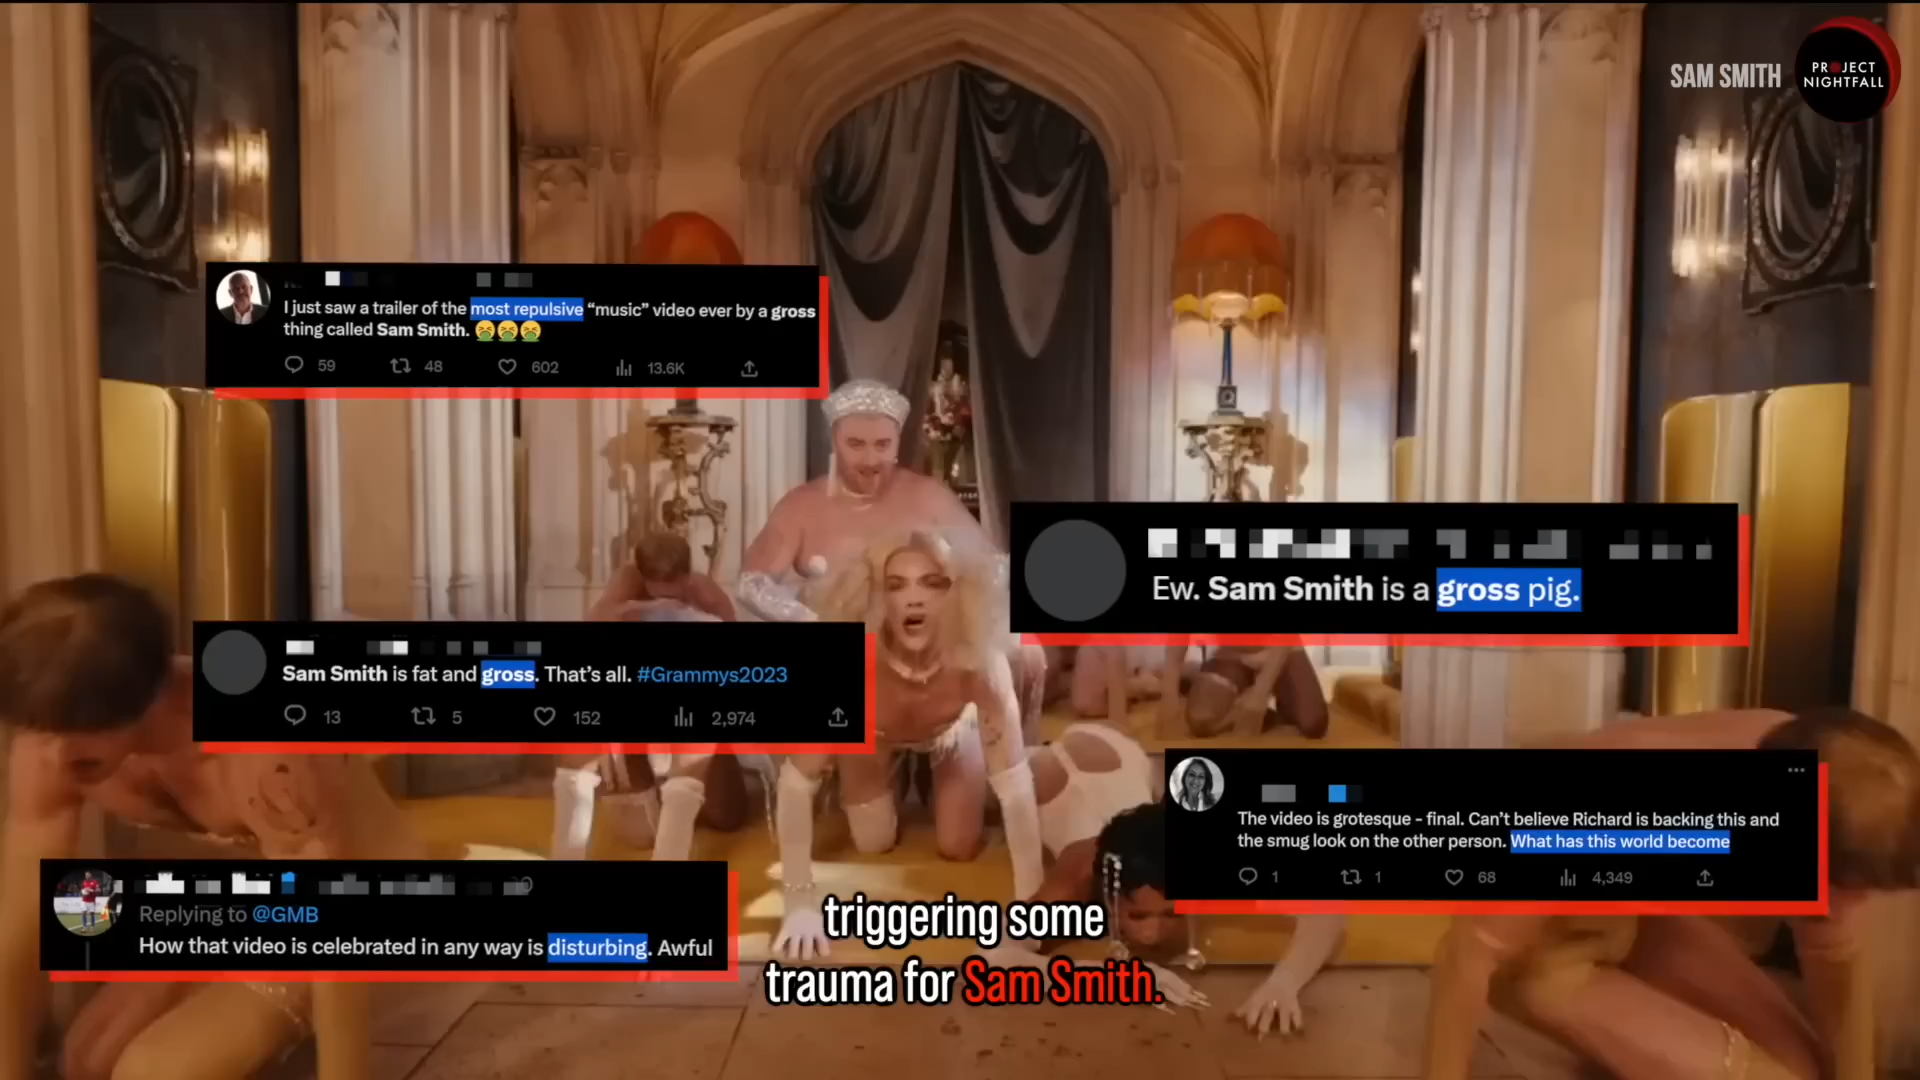 SAM SMITH
PROJECT
NIGHTFALL
I just saw a trailer of the most repulsive “music” video ever by a gross
thing called Sam Smith. 🤮🤮🤮
59 48 602 13.6K
Ew. Sam Smith is a gross pig.
Sam Smith is fat and gross. That’s all. #Grammys2023
13 5 152 2,974
The video is grotesque - final. Can’t believe Richard is backing this and
the smug look on the other person. What has this world become
1 1 68 4,349
Replying to @GMB
How that video is celebrated in any way is disturbing. Awful
triggering some
trauma for Sam Smith.